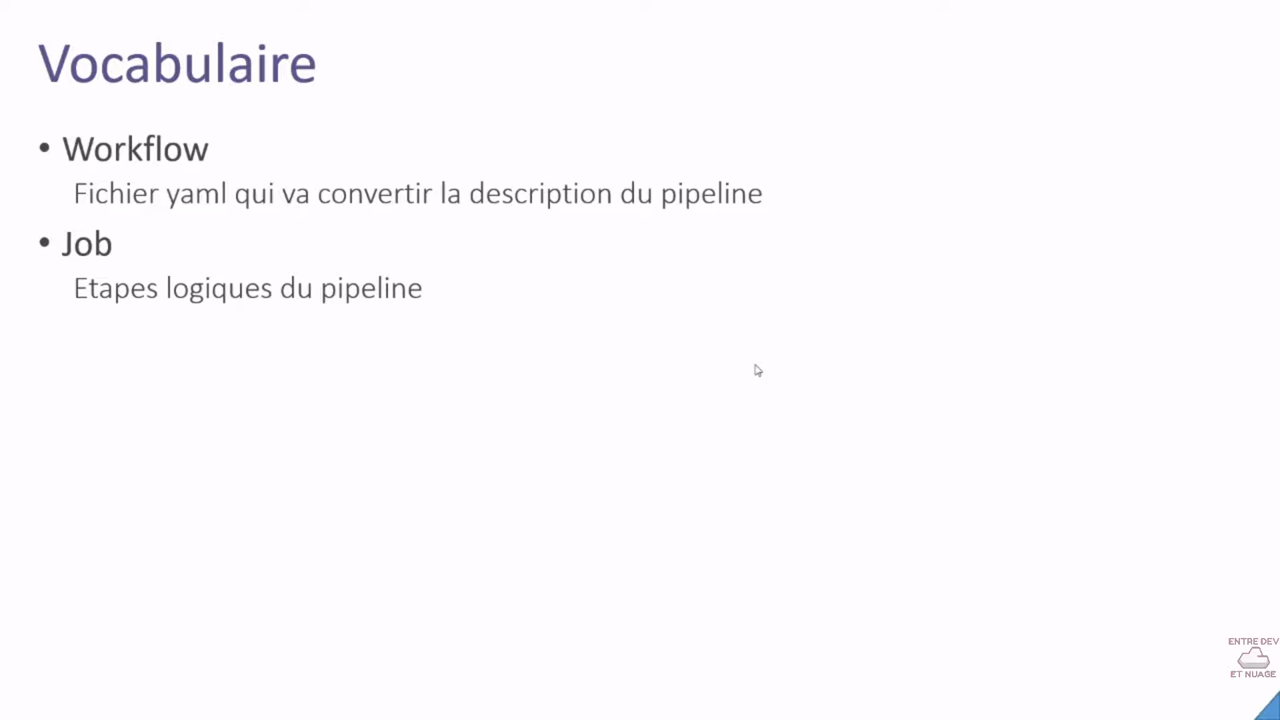 Vocabulaire
• Workflow
Fichier yaml qui va convertir la description du pipeline
• Job
Etapes logiques du pipeline
ENTRE DEV
ET NUAGE